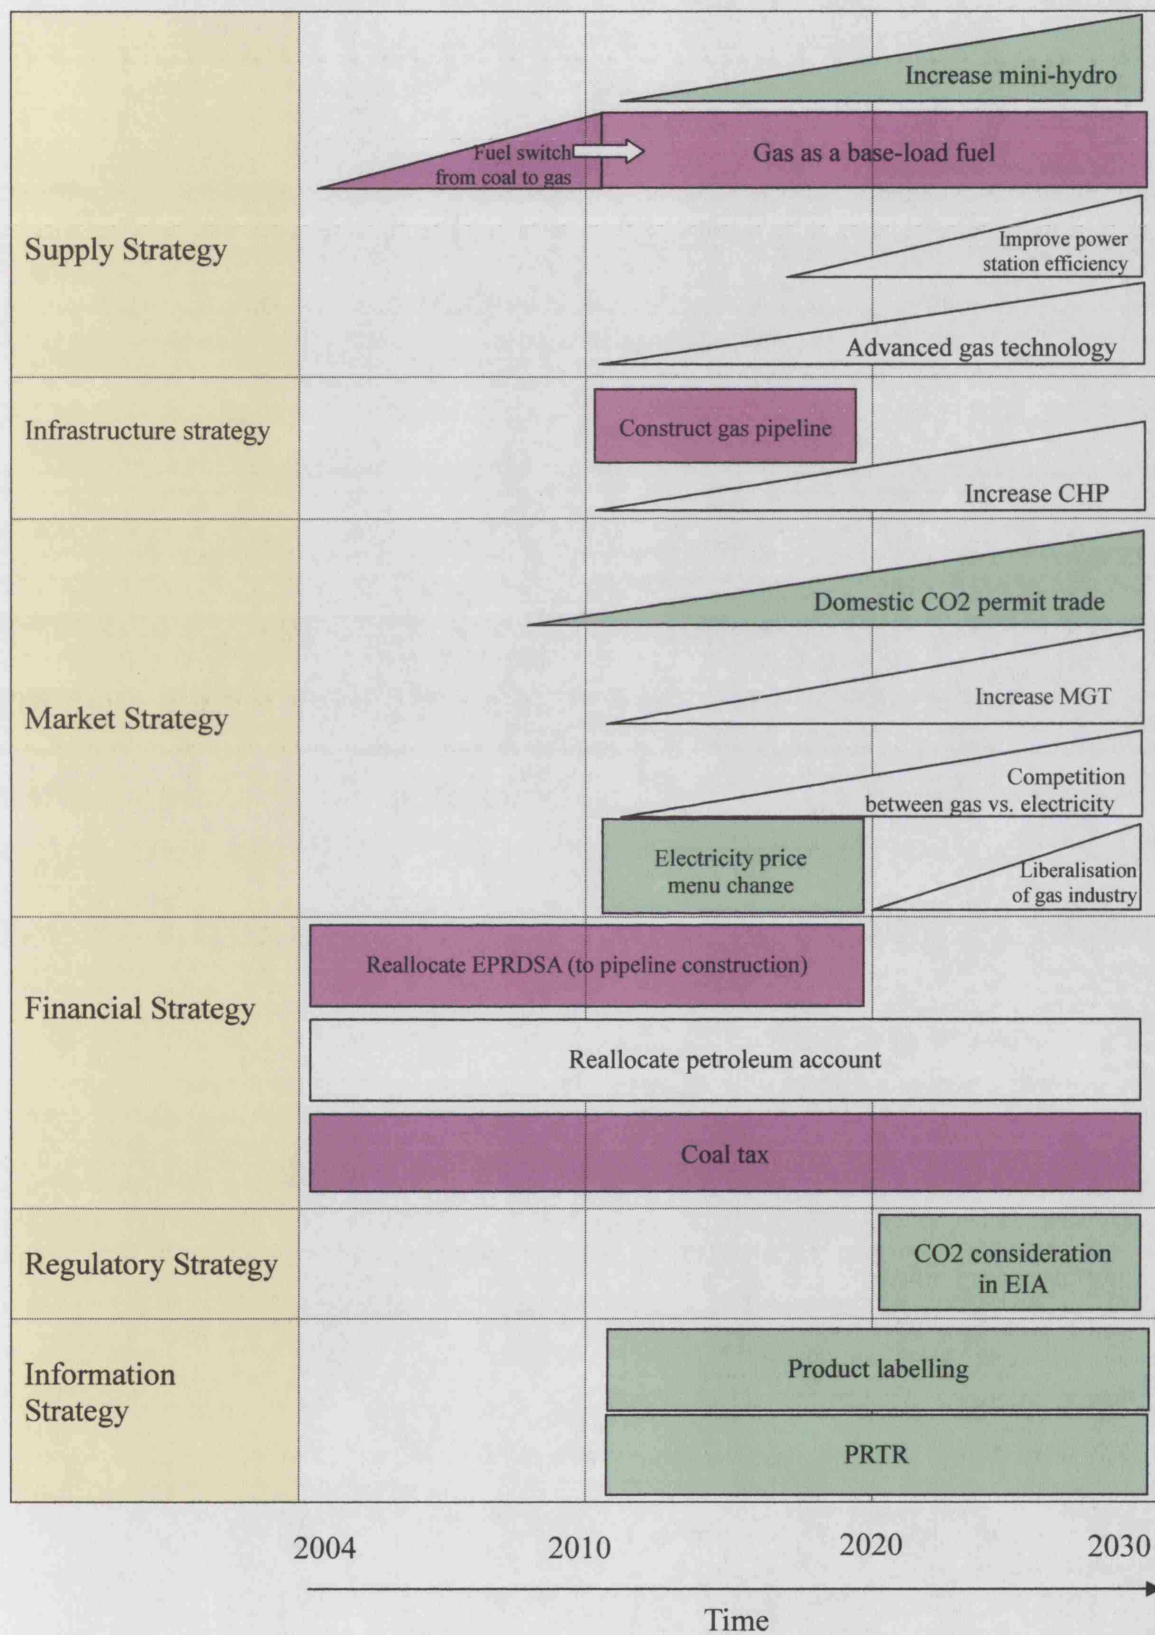 Increase mini-hydro
Fuel switch
from coal to gas
Gas as a base-load fuel
Supply Strategy
Improve power
station efficiency
Advanced gas technology
Infrastructure strategy
Construct gas pipeline
Increase CHP
Domestic CO2 permit trade
Market Strategy
Increase MGT
Competition
between gas vs. electricity
Electricity price
menu change
Liberalisation
of gas industry
Financial Strategy
Reallocate EPRDSA (to pipeline construction)
Reallocate petroleum account
Coal tax
Regulatory Strategy
CO2 consideration
in EIA
Information
Strategy
Product labelling
PRTR
2004
2010
2020
2030
Time